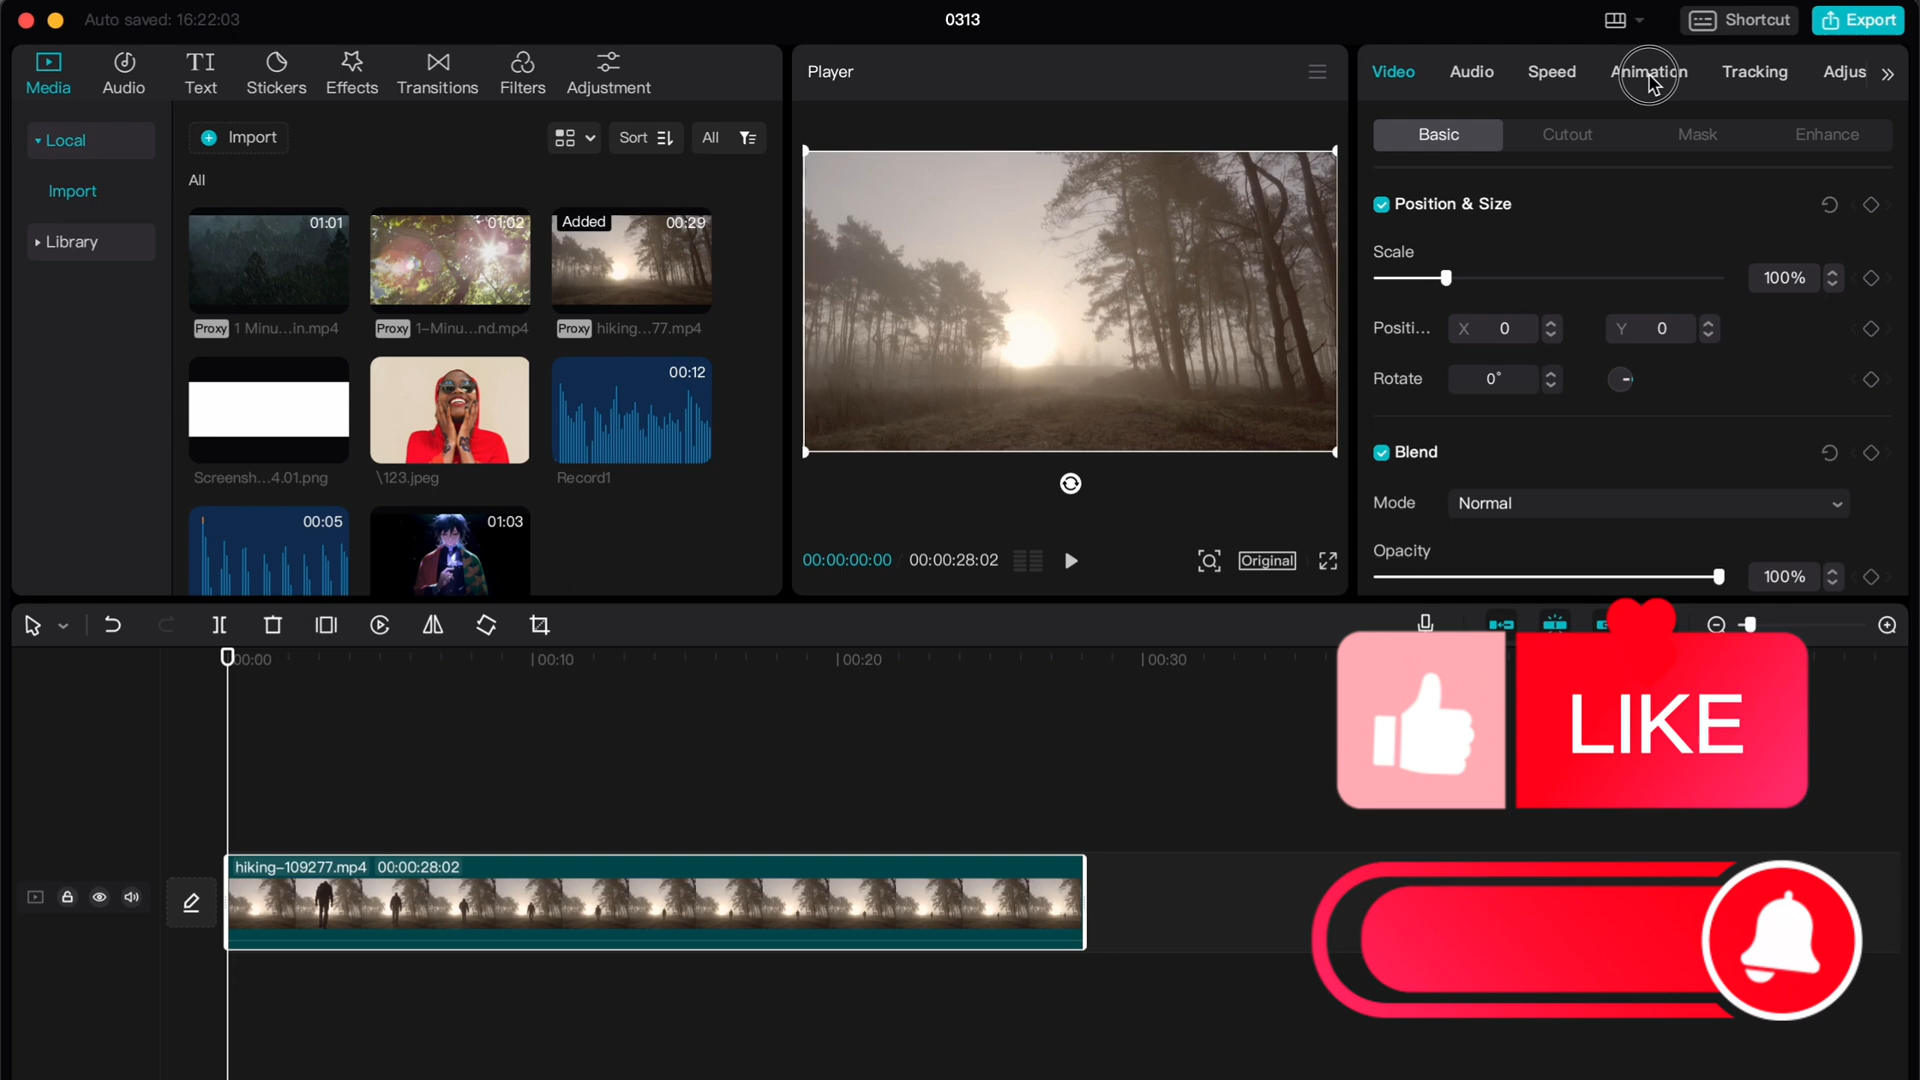 Auto saved: 16:22:03
0313
Shortcut
Export
Media
Audio
TI
Text
Stickers
Effects
Transitions
Filters
Adjustment
Local
Import
Library
Import
Sort
All
All
01:01
Proxy 1 Minu...in.mp4
01:02
Proxy 1-Minu...nd.mp4
Added
00:29
Proxy hiking...77.mp4
Screensh...4.01.png
\123.jpeg
00:12
Record1
00:05
01:03
Player
00:00:00:00 / 00:00:28:02
Original
Video
Audio
Speed
Animation
Tracking
Adjus
Basic
Cutout
Mask
Enhance
Position & Size
Scale
100%
Positi...
X 0
Y 0
Rotate
0°
Blend
Mode
Normal
Opacity
100%
00:00
00:10
00:20
00:30
hiking-109277.mp4 00:00:28:02
LIKE